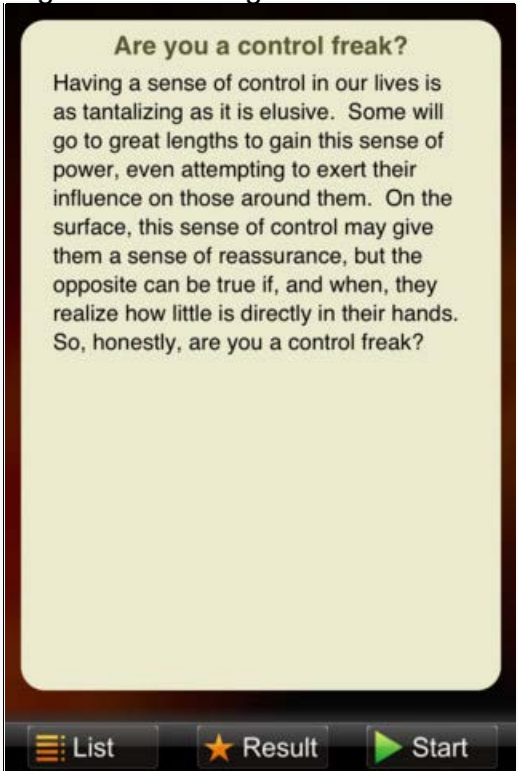 Are you a control freak?
Having a sense of control in our lives is
as tantalizing as it is elusive.  Some will
go to great lengths to gain this sense of
power, even attempting to exert their
influence on those around them.  On the
surface, this sense of control may give
them a sense of reassurance, but the
opposite can be true if, and when, they
realize how little is directly in their hands.
So, honestly, are you a control freak?
List
Result
Start